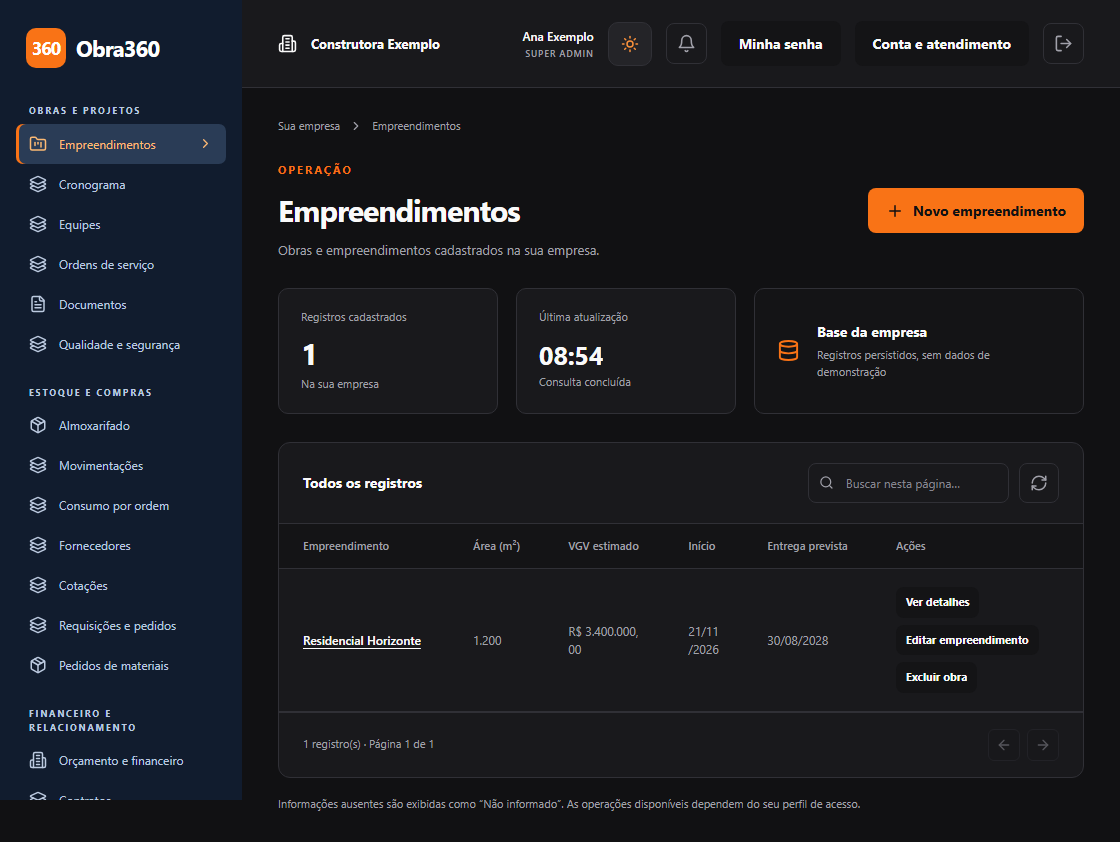 360 Obra360
OBRAS E PROJETOS
Empreendimentos
Cronograma
Equipes
Ordens de serviço
Documentos
Qualidade e segurança
ESTOQUE E COMPRAS
Almoxarifado
Movimentações
Consumo por ordem
Fornecedores
Cotações
Requisições e pedidos
Pedidos de materiais
FINANCEIRO E
RELACIONAMENTO
Orçamento e financeiro
Contratos
Construtora Exemplo
Ana Exemplo
SUPER ADMIN
Minha senha
Conta e atendimento
Sua empresa > Empreendimentos
OPERAÇÃO
Empreendimentos
Obras e empreendimentos cadastrados na sua empresa.
+ Novo empreendimento
Registros cadastrados
1
Na sua empresa
Última atualização
08:54
Consulta concluída
Base da empresa
Registros persistidos, sem dados de
demonstração
Todos os registros
Buscar nesta página...
Empreendimento Área (m²) VGV estimado Início Entrega prevista Ações
Residencial Horizonte
1.200
R$ 3.400.000,
00
21/11
/2026
30/08/2028
Ver detalhes
Editar empreendimento
Excluir obra
1 registro(s) · Página 1 de 1
Informações ausentes são exibidas como “Não informado”. As operações disponíveis dependem do seu perfil de acesso.